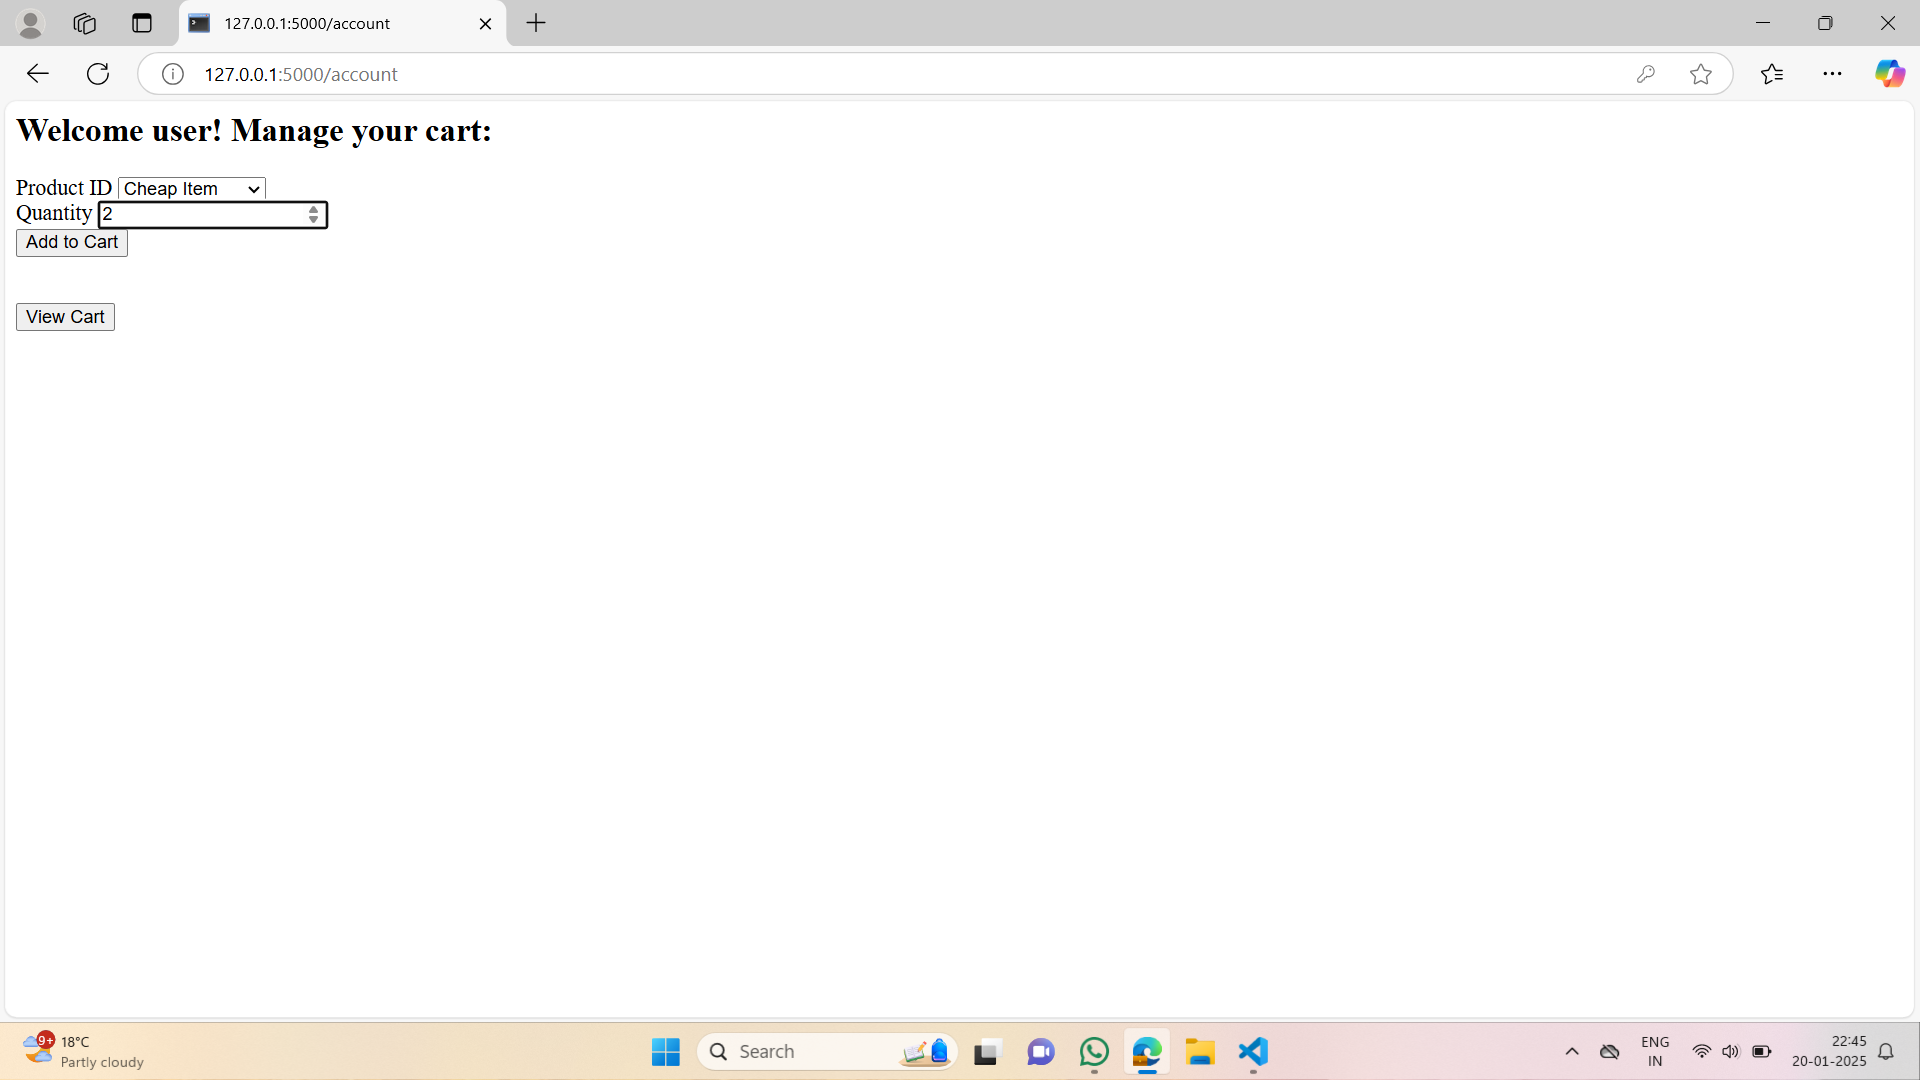 127.0.0.1:5000/account
127.0.0.1:5000/account
Welcome user! Manage your cart:
Product ID Cheap Item
Quantity 2
Add to Cart
View Cart
9+
18°C
Partly cloudy
Search
ENG
IN
22:45
20-01-2025